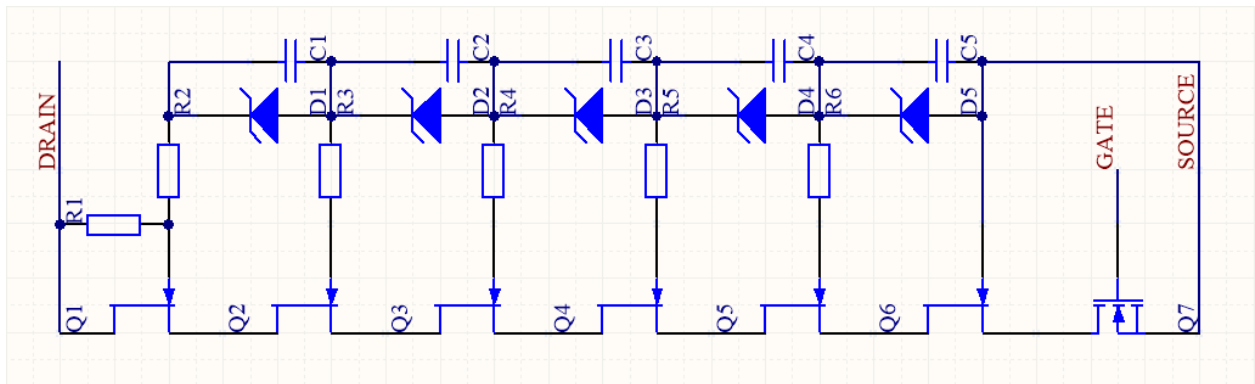 C1
C2
C3
C4
C5
R2
D1
R3
D2
R4
D3
R5
D4
R6
D5
DRAIN
GATE
SOURCE
R1
Q1
Q2
Q3
Q4
Q5
Q6
Q7